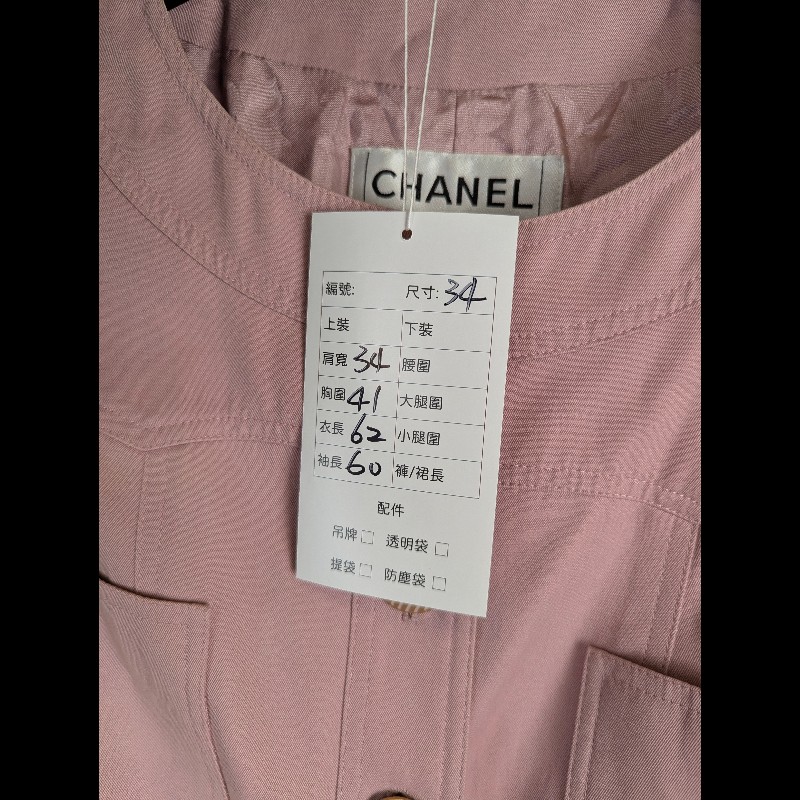 CHANEL
編號: 尺寸: 34
上裝 下裝
肩寬 34 腰圍
胸圍 41 大腿圍
衣長 62 小腿圍
袖長 60 褲/裙長
配件
吊牌 透明袋
提袋 防塵袋